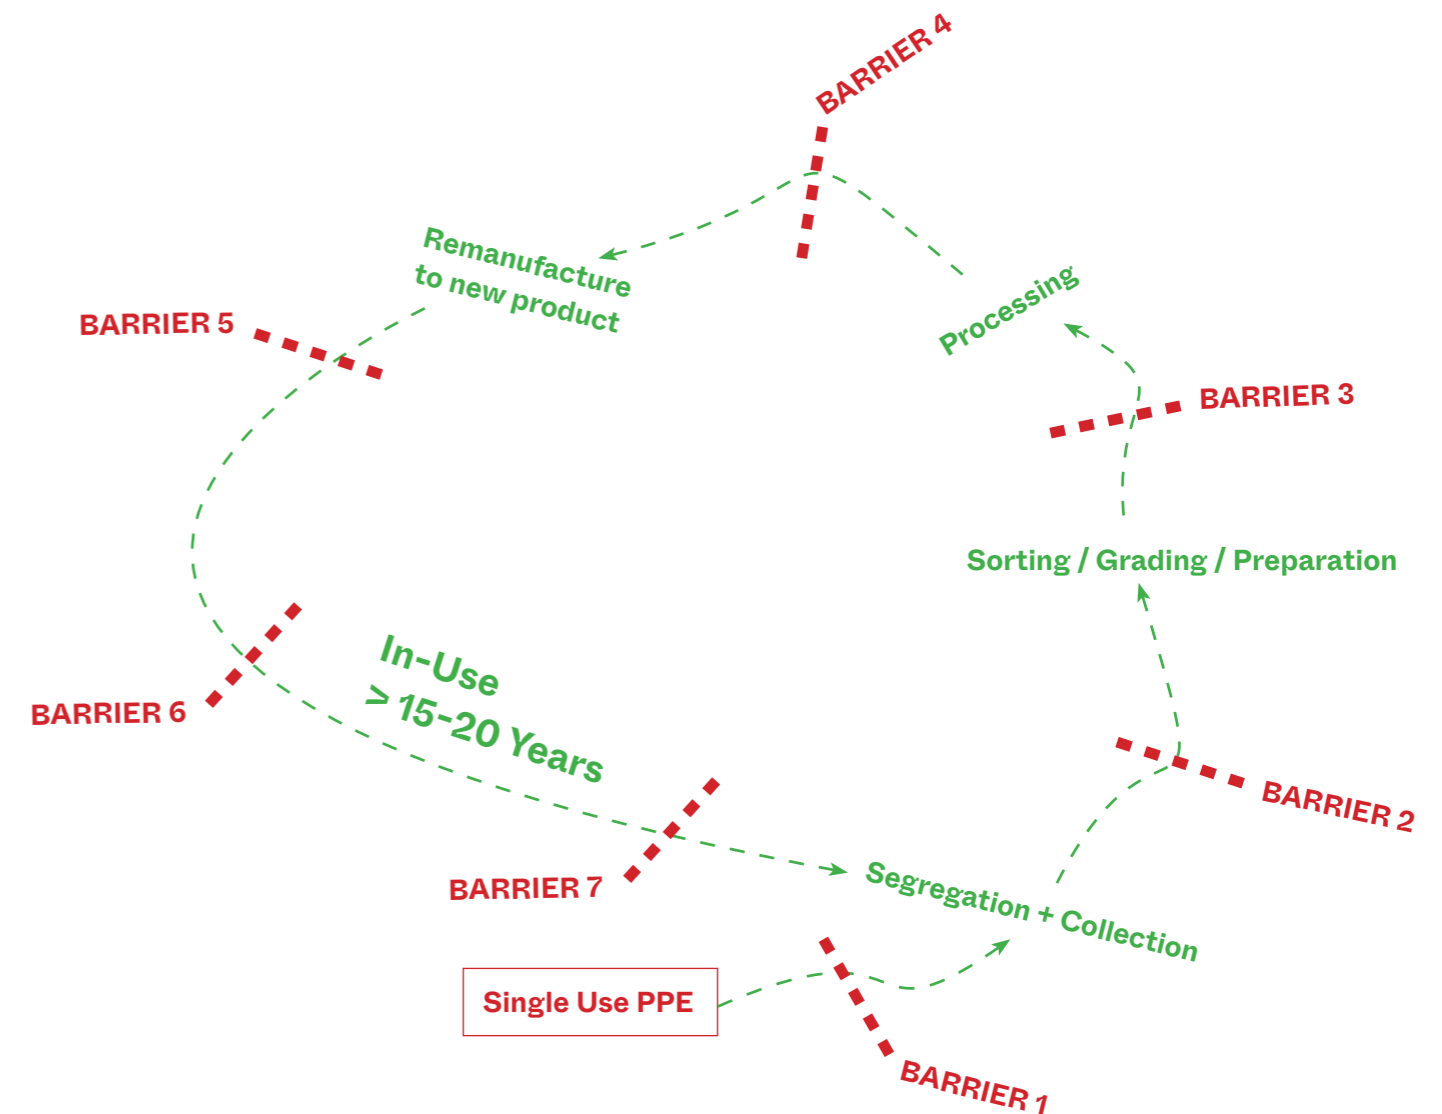 BARRIER 4
Remanufacture
to new product
Processing
BARRIER 5
BARRIER 3
Sorting / Grading / Preparation
In-Use
> 15-20 Years
BARRIER 6
BARRIER 2
BARRIER 7
Segregation + Collection
Single Use PPE
BARRIER 1